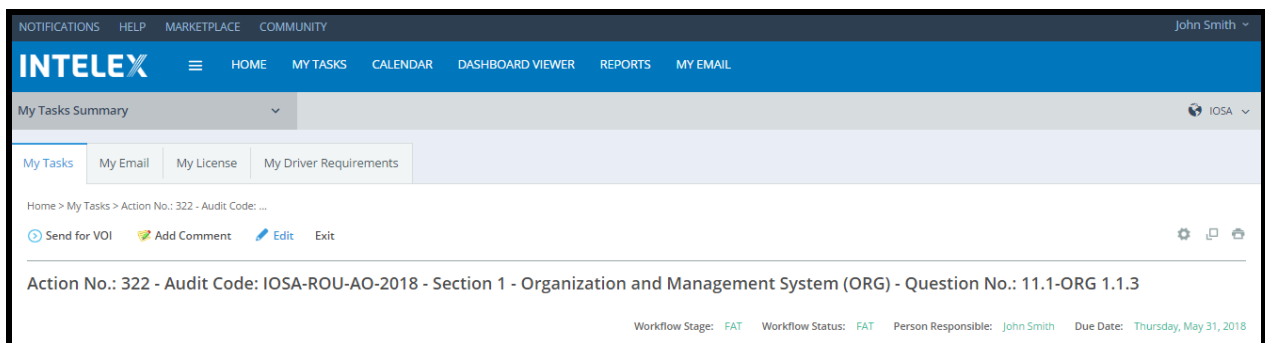 NOTIFICATIONS HELP MARKETPLACE COMMUNITY John Smith
INTELEX HOME MY TASKS CALENDAR DASHBOARD VIEWER REPORTS MY EMAIL
My Tasks Summary IOSA
My Tasks My Email My License My Driver Requirements
Home > My Tasks > Action No.: 322 - Audit Code: ...
Send for VOI Add Comment Edit Exit
Action No.: 322 - Audit Code: IOSA-ROU-AO-2018 - Section 1 - Organization and Management System (ORG) - Question No.: 11.1-ORG 1.1.3
Workflow Stage: FAT Workflow Status: FAT Person Responsible: John Smith Due Date: Thursday, May 31, 2018